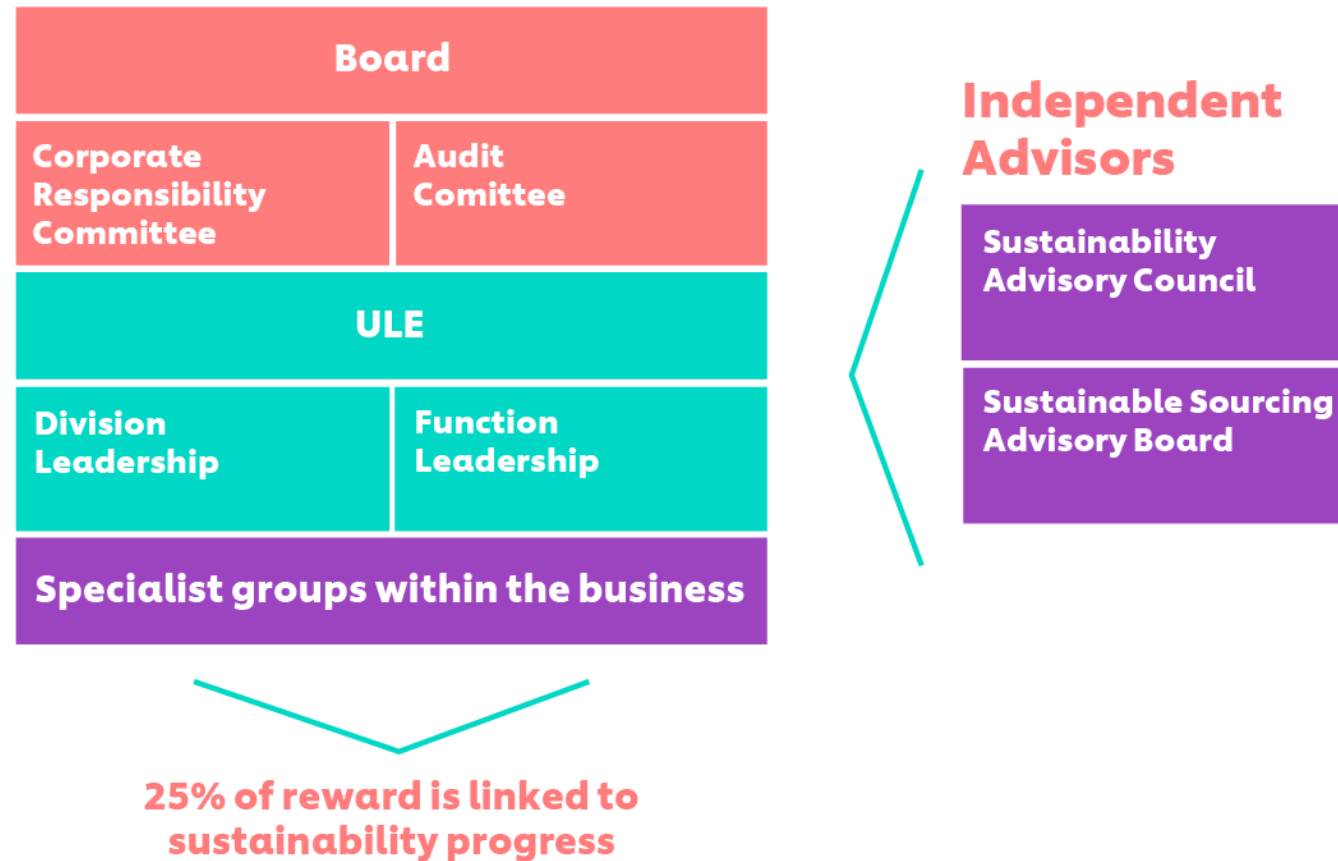 Board
Corporate
Responsibility
Committee
Audit
Comittee
ULE
Division
Leadership
Function
Leadership
Specialist groups within the business
25% of reward is linked to
sustainability progress
Independent
Advisors
Sustainability
Advisory Council
Sustainable Sourcing
Advisory Board